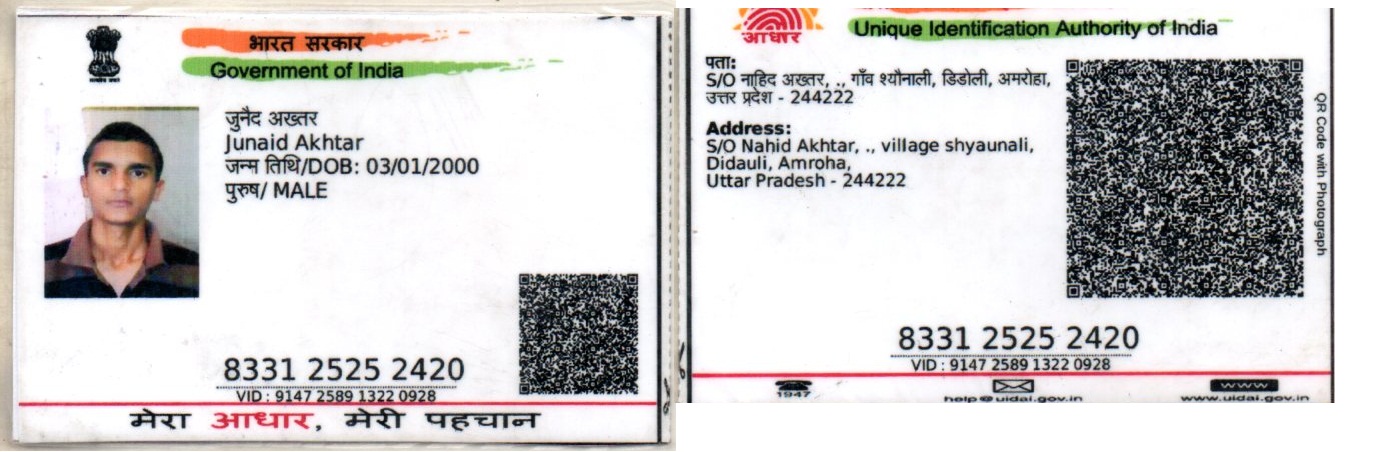 भारत सरकार
Government of India
जुनैद अख्तर
Junaid Akhtar
जन्म तिथि/DOB: 03/01/2000
पुरुष/ MALE
8331 2525 2420
VID : 9147 2589 1322 0928
मेरा आधार, मेरी पहचान
आधार
Unique Identification Authority of India
पता:
S/O नाहिद अख्तर, ., गाँव श्यौनाली, डिडोली, अमरोहा,
उत्तर प्रदेश - 244222
Address:
S/O Nahid Akhtar, ., village shyaunali,
Didauli, Amroha,
Uttar Pradesh - 244222
QR Code with Photograph
8331 2525 2420
VID : 9147 2589 1322 0928
1947
help@uidai.gov.in
www
www.uidai.gov.in